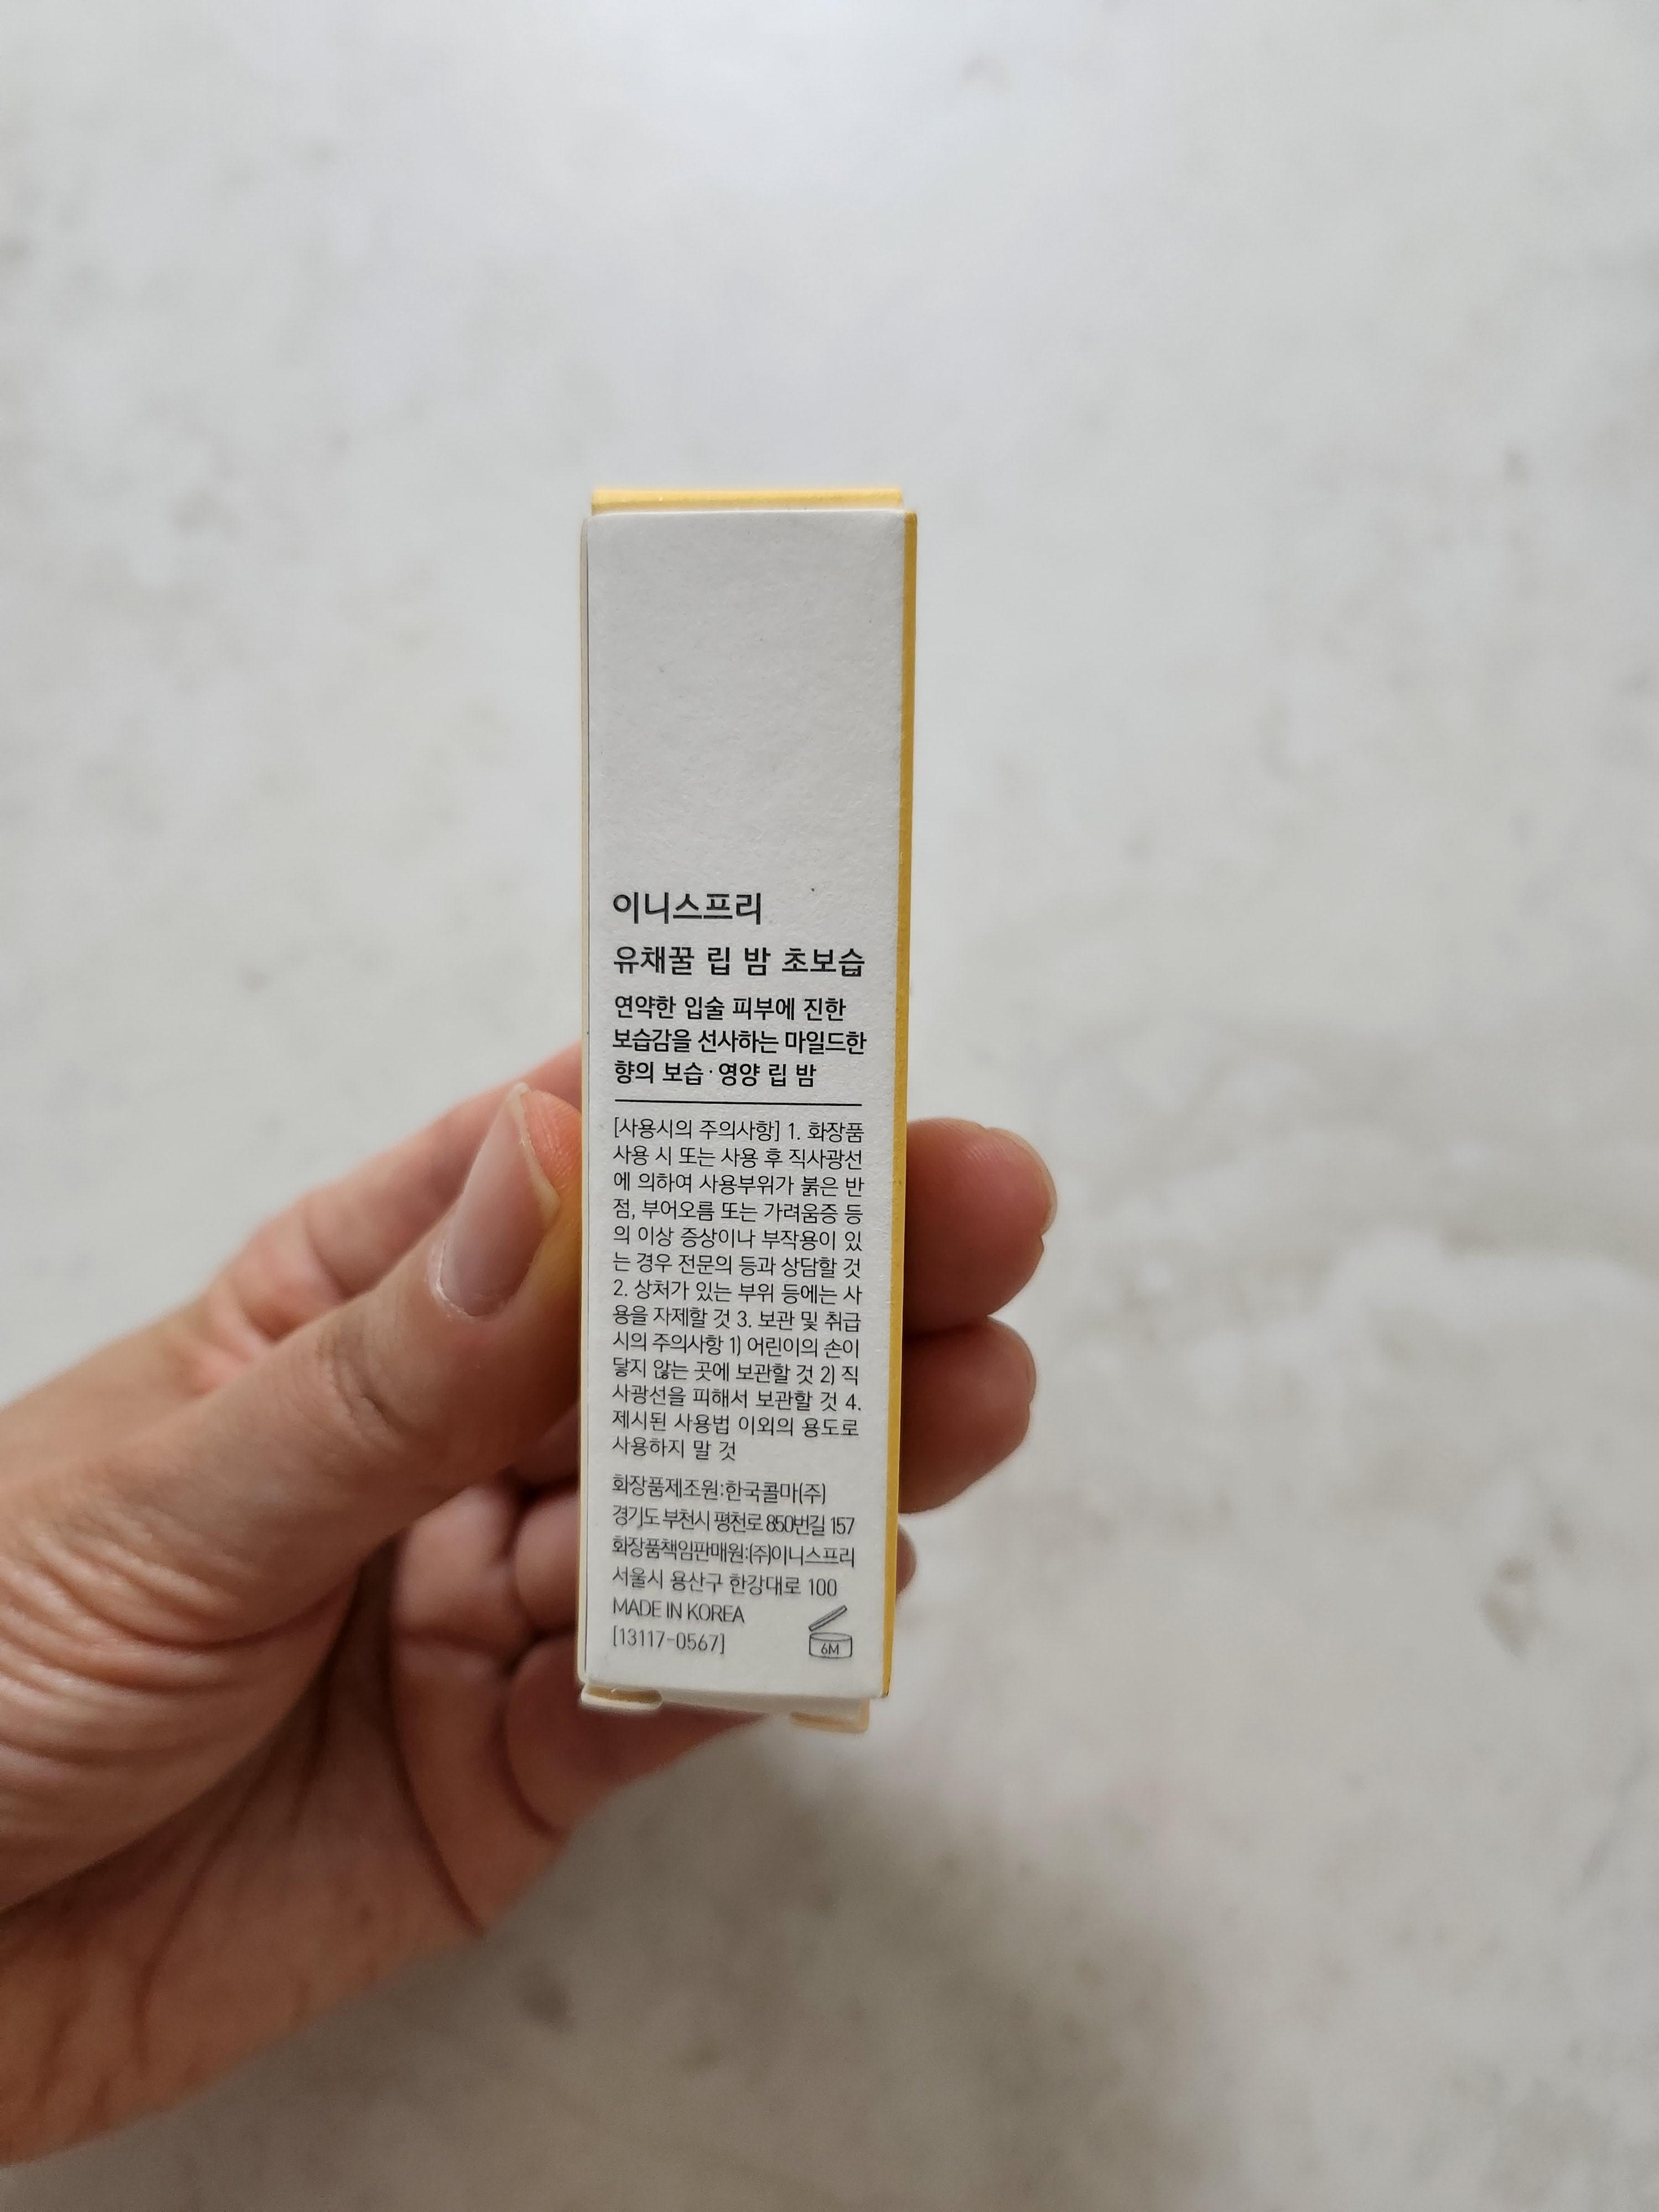 이니스프리
유채꿀 립 밤 초보습
연약한 입술 피부에 진한
보습감을 선사하는 마일드한
향의 보습·영양 립 밤
[사용시의 주의사항] 1. 화장품
사용 시 또는 사용 후 직사광선
에 의하여 사용부위가 붉은 반
점, 부어오름 또는 가려움증 등
의 이상 증상이나 부작용이 있
는 경우 전문의 등과 상담할 것
2. 상처가 있는 부위 등에는 사
용을 자제할 것 3. 보관 및 취급
시의 주의사항 1) 어린이의 손이
닿지 않는 곳에 보관할 것 2) 직
사광선을 피해서 보관할 것 4.
제시된 사용법 이외의 용도로
사용하지 말 것
화장품제조원:한국콜마(주)
경기도 부천시 평천로 850번길 157
화장품책임판매원:(주)이니스프리
서울시 용산구 한강대로 100
MADE IN KOREA
[13117-0567]
6M